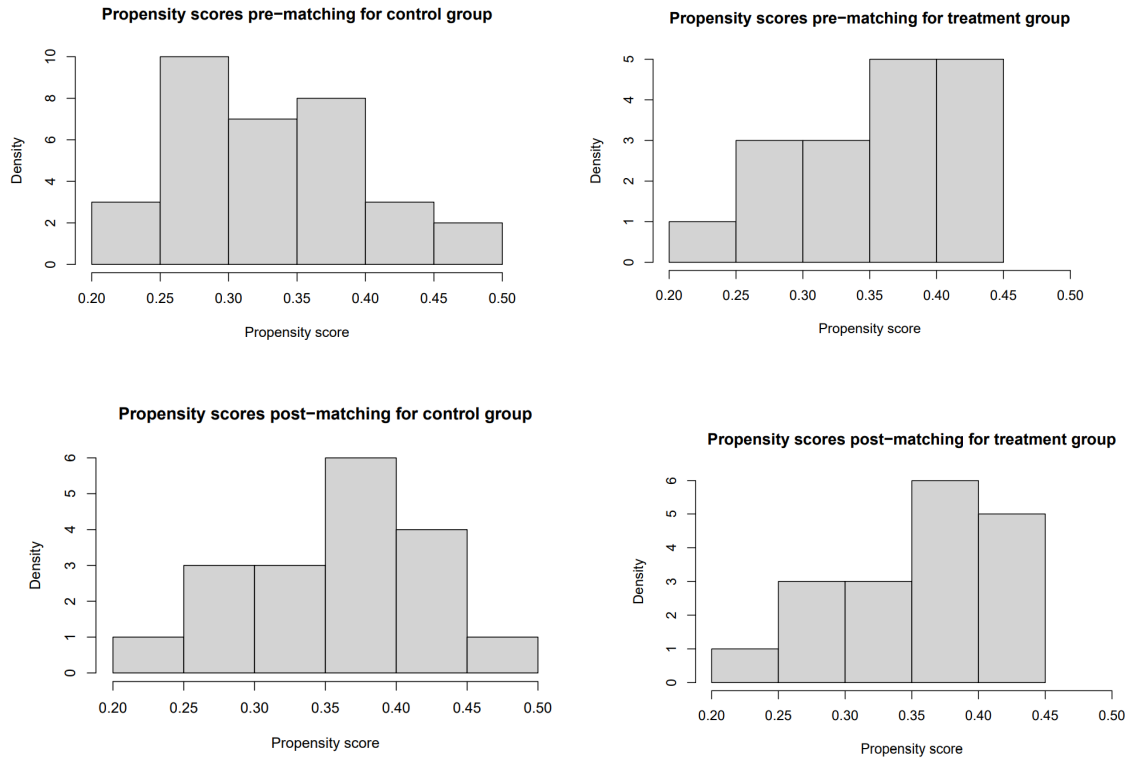 Propensity scores pre−matching for control group
Density
10
8
6
4
2
0
0.20 0.25 0.30 0.35 0.40 0.45 0.50
Propensity score
Propensity scores pre−matching for treatment group
Density
5
4
3
2
1
0
0.20 0.25 0.30 0.35 0.40 0.45 0.50
Propensity score
Propensity scores post−matching for control group
Density
6
5
4
3
2
1
0
0.20 0.25 0.30 0.35 0.40 0.45 0.50
Propensity score
Propensity scores post−matching for treatment group
Density
6
5
4
3
2
1
0
0.20 0.25 0.30 0.35 0.40 0.45 0.50
Propensity score